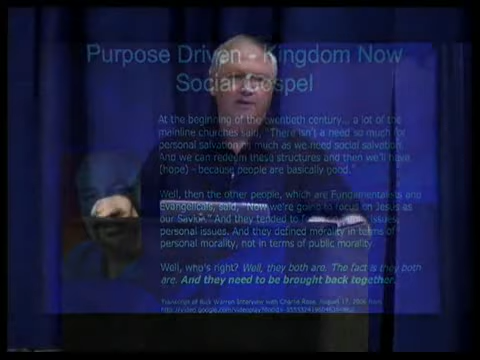 Purpose Driven - Kingdom Now
Social Gospel
At the beginning of the twentieth century... a lot of
the mainline churches said, "There isn't a need so much for
personal salvation, much as we need social salvation.
And we can redeem these structures and then we'll have
[hope) - because people are basically good."
Well, then the other people, which are Fundamentalists and
Evangelicals, said, "Now we're going to focus on Jesus as
our Savior." And they tended to issues,
personal issues. And they defined morality in terms of
personal morality, not in terms of public morality.
Well, who's right? Well, they both are. The fact is they both
are. And they need to be brought back together.
Transcript of Rick Warren Interview with Charlie Rose, August 17, 2006 from